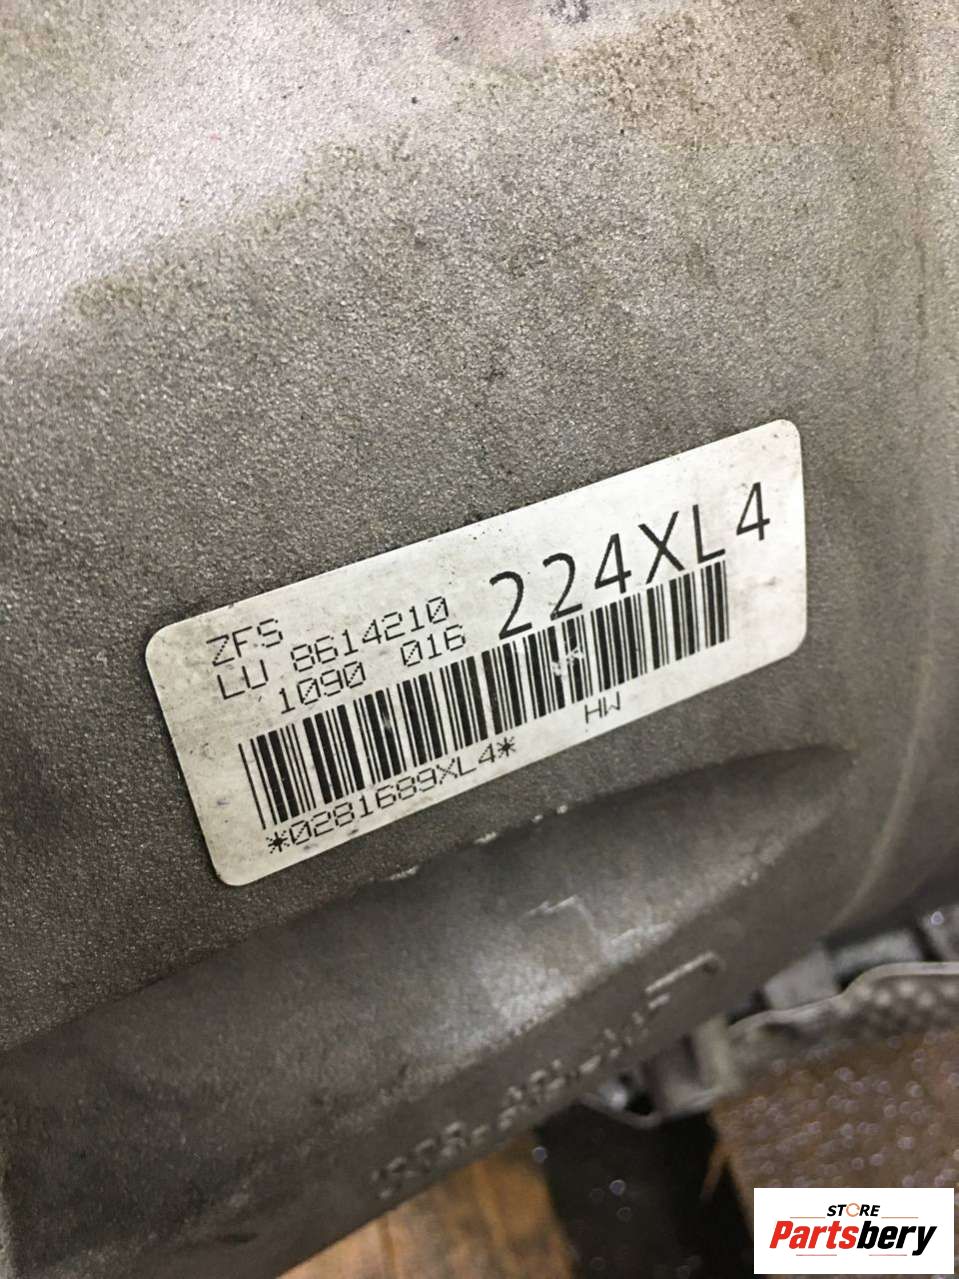 ZFS
LU 8614210 224XL4
1090 016
*0281689XL4*
HW
STORE
Partsbery